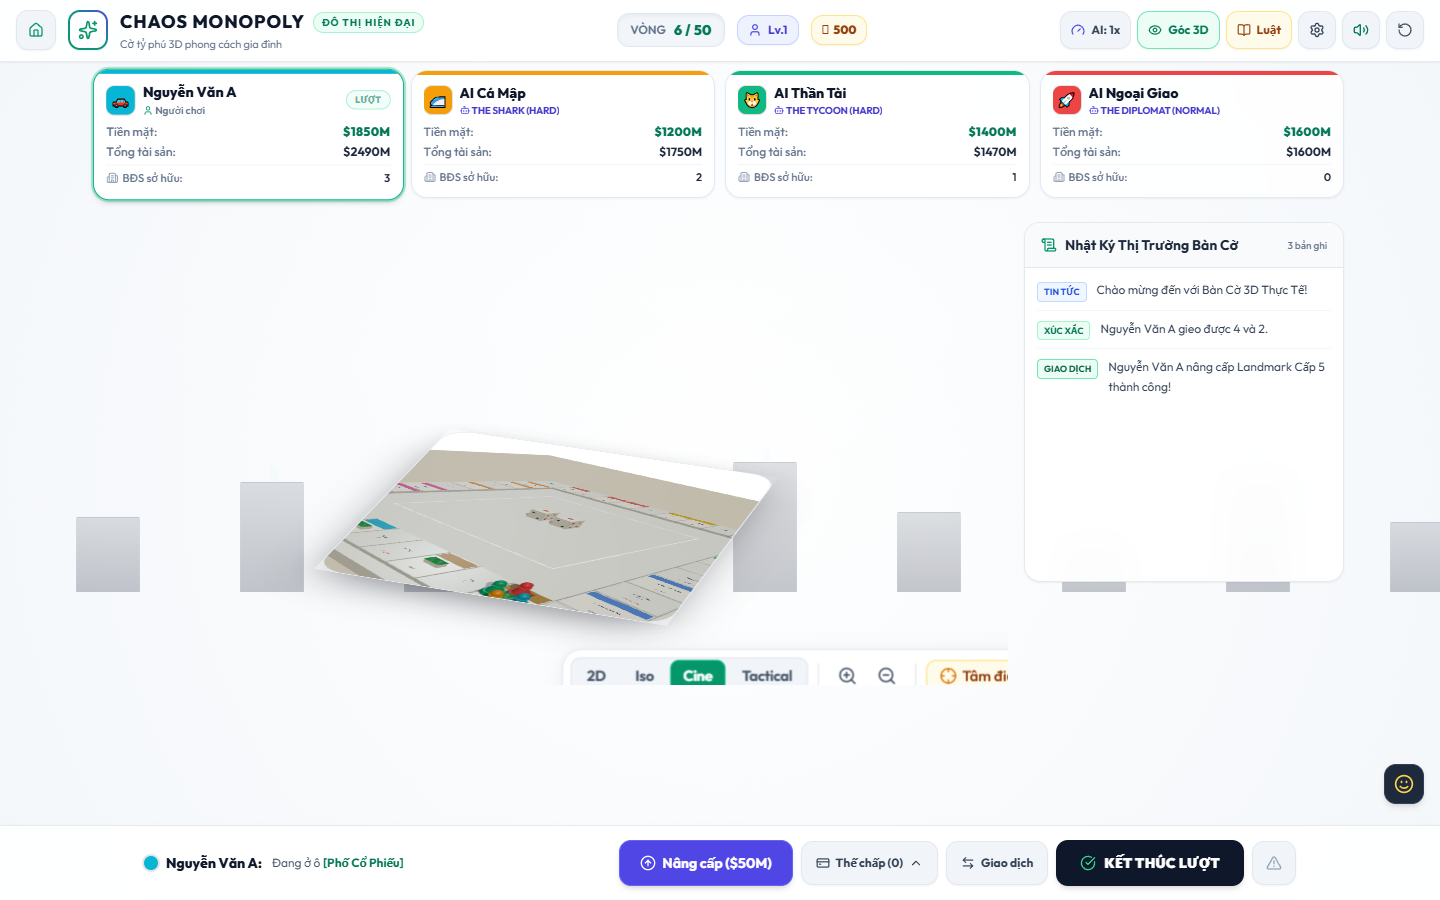 CHAOS MONOPOLY
ĐÔ THỊ HIỆN ĐẠI
Cờ tỷ phú 3D phong cách gia đình
VÒNG 6 / 50
Lv.1
500
AI: 1x
Góc 3D
Luật
Nguyễn Văn A
Người chơi
LƯỢT
Tiền mặt: $1850M
Tổng tài sản: $2490M
BĐS sở hữu: 3
AI Cá Mập
THE SHARK (HARD)
Tiền mặt: $1200M
Tổng tài sản: $1750M
BĐS sở hữu: 2
AI Thần Tài
THE TYCOON (HARD)
Tiền mặt: $1400M
Tổng tài sản: $1470M
BĐS sở hữu: 1
AI Ngoại Giao
THE DIPLOMAT (NORMAL)
Tiền mặt: $1600M
Tổng tài sản: $1600M
BĐS sở hữu: 0
Nhật Ký Thị Trường Bàn Cờ
3 bản ghi
TIN TỨC Chào mừng đến với Bàn Cờ 3D Thực Tế!
XÚC XẮC Nguyễn Văn A gieo được 4 và 2.
GIAO DỊCH Nguyễn Văn A nâng cấp Landmark Cấp 5
thành công!
2D
Iso
Cine
Tactical
Tâm
Nguyễn Văn A: Đang ở ô [Phố Cổ Phiếu]
Nâng cấp ($50M)
Thế chấp (0)
Giao dịch
KẾT THÚC LƯỢT